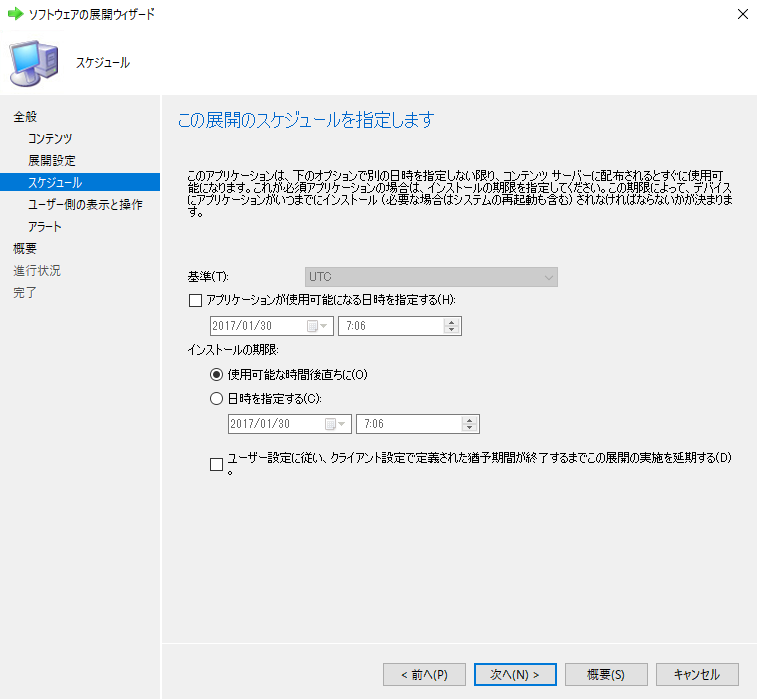 ソフトウェアの展開ウィザード
スケジュール
全般
コンテンツ
展開設定
スケジュール
ユーザー側の表示と操作
アラート
概要
進行状況
完了
この展開のスケジュールを指定します
このアプリケーションは、下のオプションで別の日時を指定しない限り、コンテンツ サーバーに配布されるとすぐに使用可
能になります。これが必須アプリケーションの場合は、インストールの期限を指定してください。この期限によって、デバイス
にアプリケーションがいつまでにインストール (必要な場合はシステムの再起動も含む) されなければならないかが決まりま
す。
基準(T):
UTC
アプリケーションが使用可能になる日時を指定する(H):
2017/01/30
7:06
インストールの期限:
使用可能な時間後直ちに(O)
日時を指定する(C):
2017/01/30
7:06
ユーザー設定に従い、クライアント設定で定義された猶予期間が終了するまでこの展開の実施を延期する(D)
。
< 前へ(P)
次へ(N) >
概要(S)
キャンセル